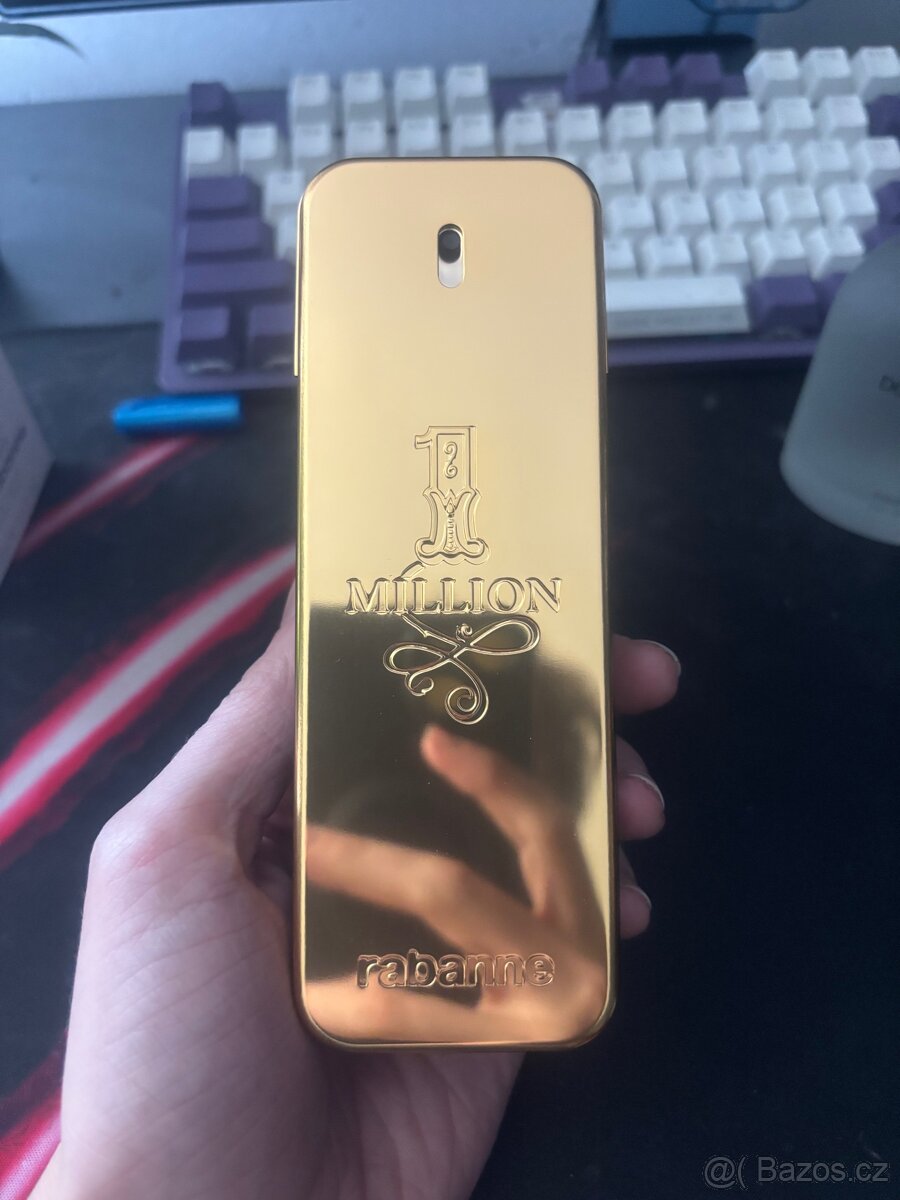 1
MILLION
rabanne
@( Bazos.cz